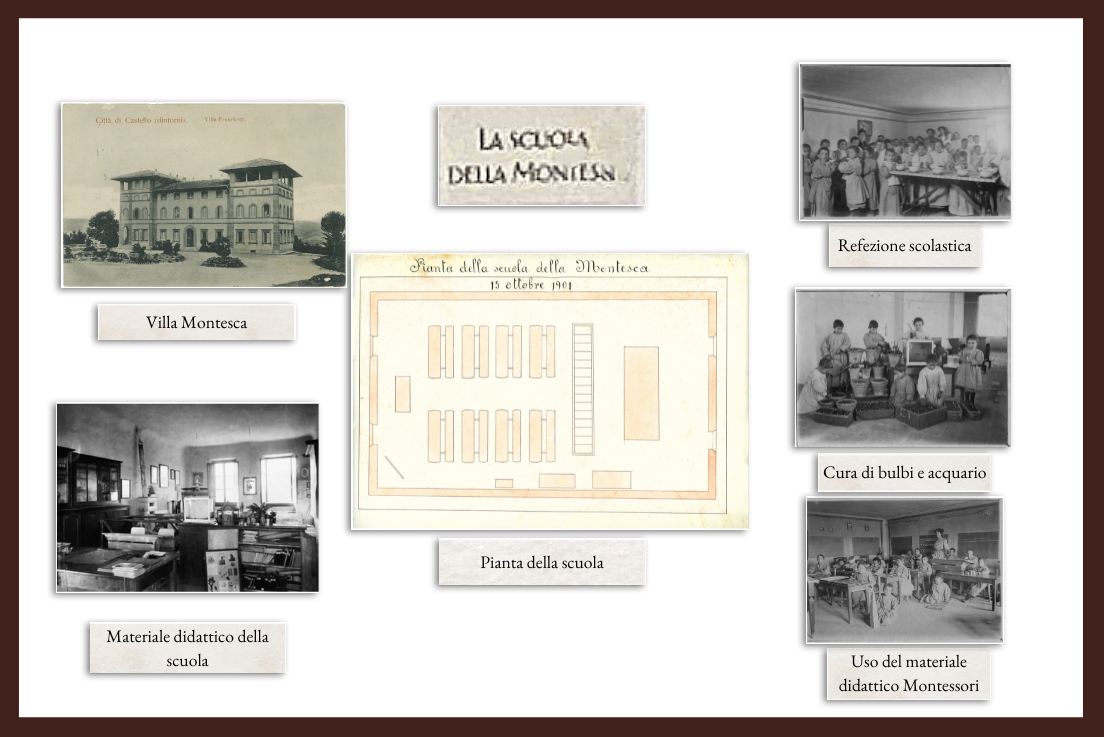 Città di Castello (dintorni). Villa Franchetti.
Villa Montesca
Materiale didattico della
scuola
LA SCUOLA
DELLA
Pianta della scuola della Montesca
15 ottobre 1901
Pianta della scuola
Refezione scolastica
Cura di bulbi e acquario
Uso del materiale
didattico Montessori